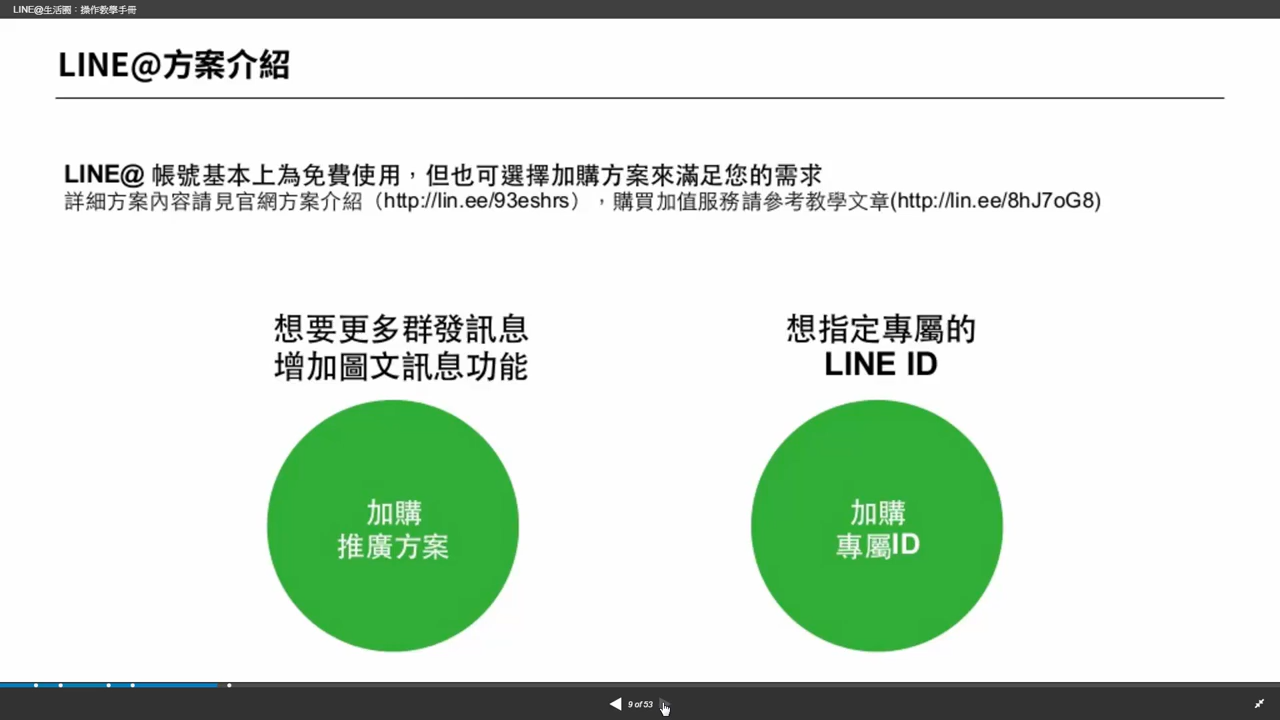 LINE@生活圈：操作教學手冊
LINE@方案介紹
LINE@ 帳號基本上為免費使用，但也可選擇加購方案來滿足您的需求
詳細方案內容請見官網方案介紹（http://lin.ee/93eshrs），購買加值服務請參考教學文章(http://lin.ee/8hJ7oG8)
想要更多群發訊息
增加圖文訊息功能
加購
推廣方案
想指定專屬的
LINE ID
加購
專屬ID
9 of 53